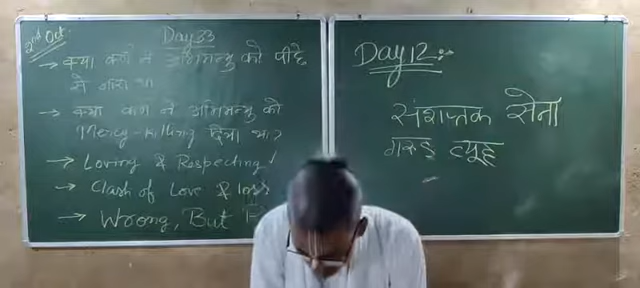 2nd Oct.
Day 33
→ क्या कर्ण ने अभिमन्यु को पीछे
से मारा था
→ क्या कर्ण ने अभिमन्यु को
Mercy-killing दिया था?
→ Loving & Respecting
→ Clash of Love & loss
→ Wrong, But
Day 12:-
संशप्तक सेना
गरुड़ व्यूह